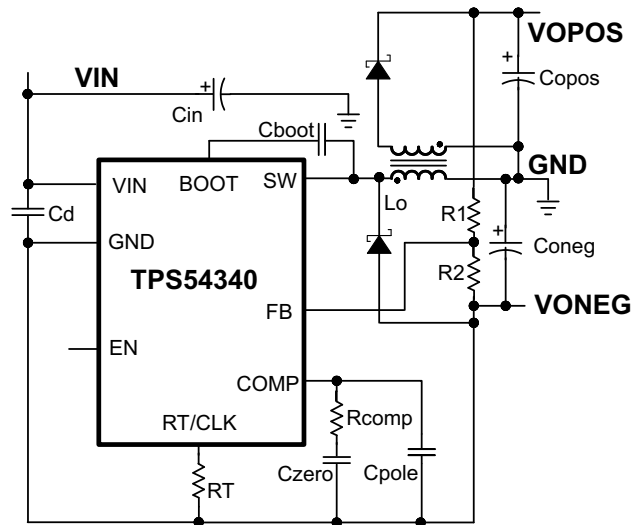 VOPOS
VIN
+
Copos
+
Cin
Cboot
GND
VIN
BOOT
SW
Lo
Cd
R1
+
GND
Coneg
TPS54340
R2
FB
VONEG
EN
COMP
Rcomp
RT/CLK
Czero
Cpole
RT